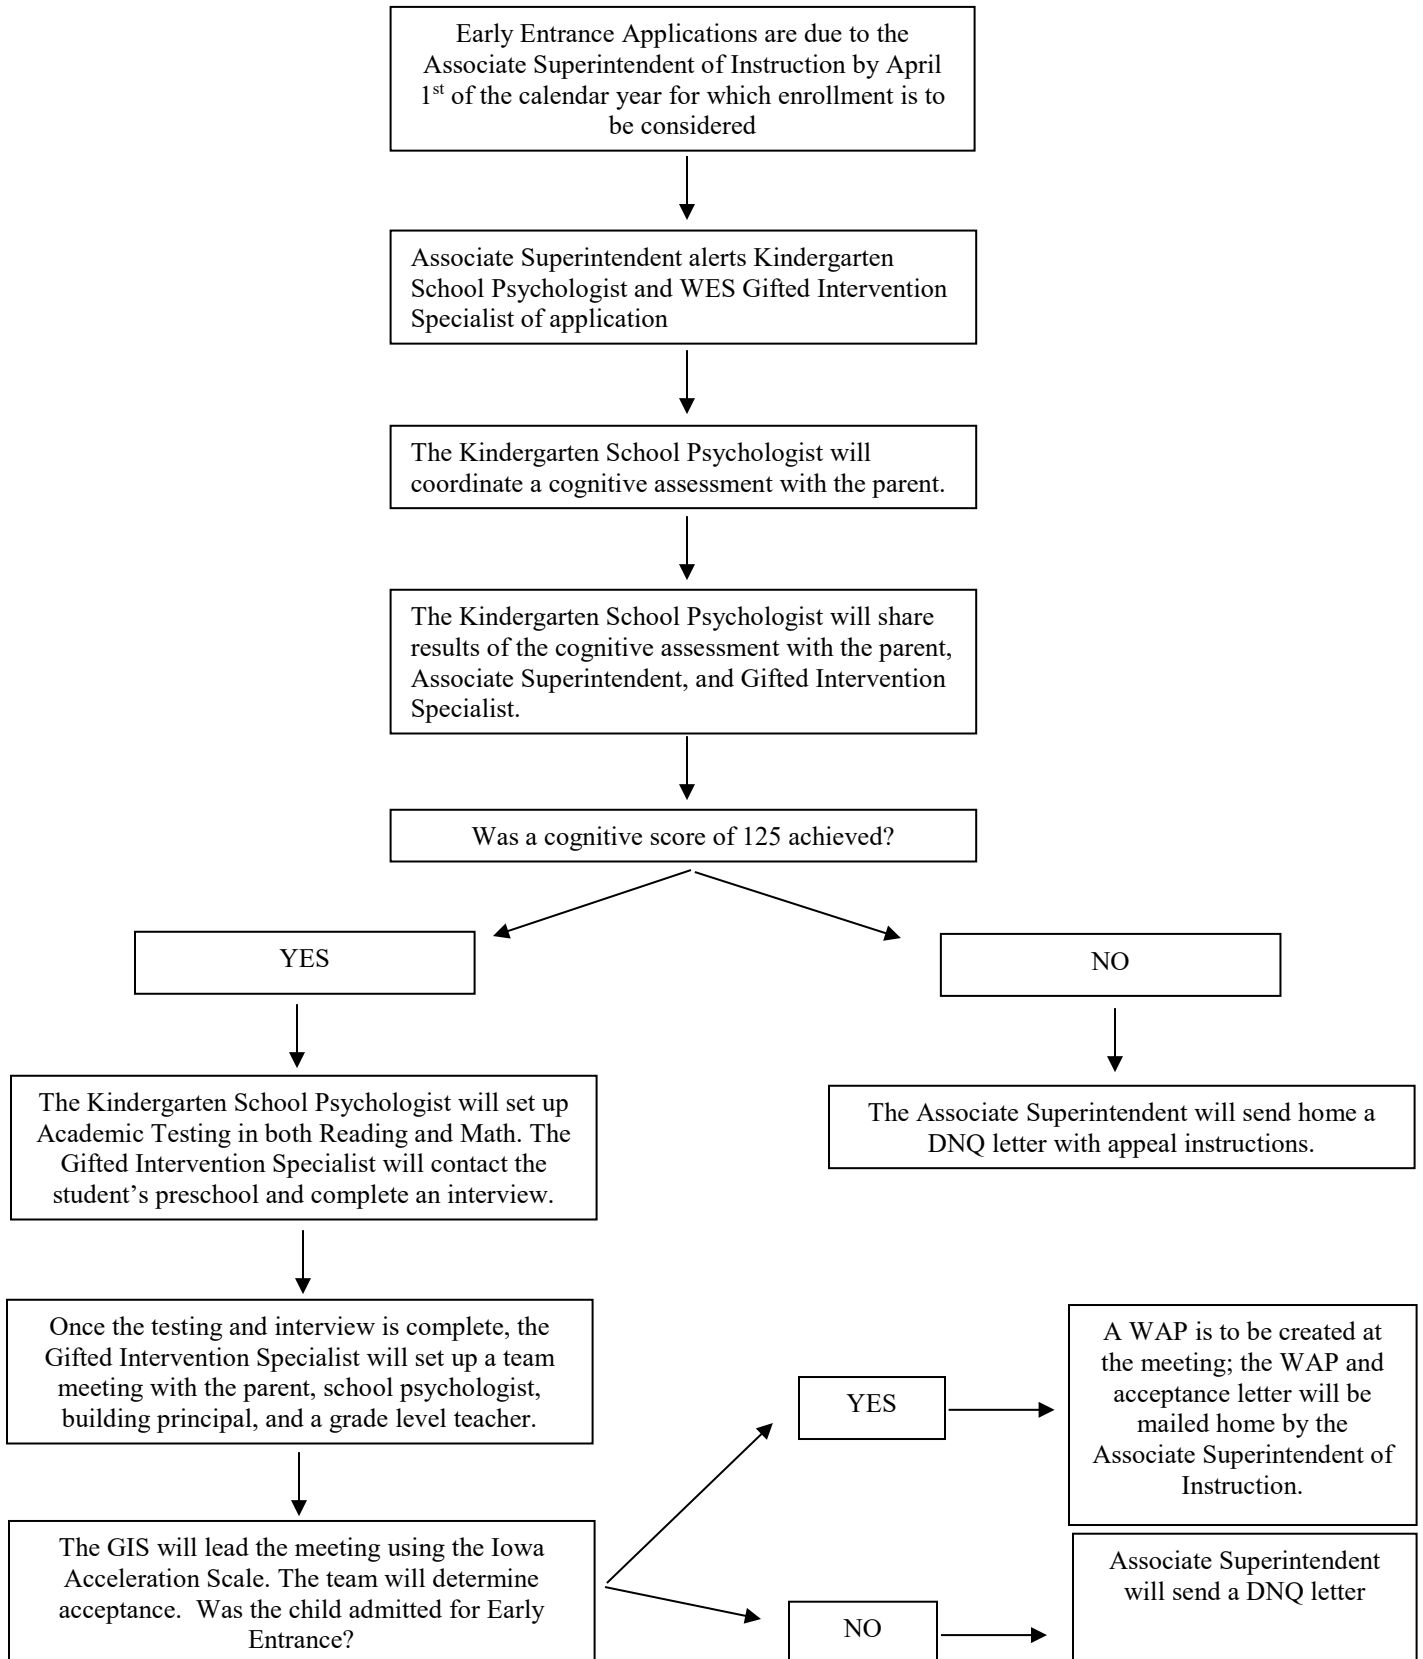 Early Entrance Applications are due to the
Associate Superintendent of Instruction by April
1st of the calendar year for which enrollment is to
be considered
Associate Superintendent alerts Kindergarten
School Psychologist and WES Gifted Intervention
Specialist of application
The Kindergarten School Psychologist will
coordinate a cognitive assessment with the parent.
The Kindergarten School Psychologist will share
results of the cognitive assessment with the parent,
Associate Superintendent, and Gifted Intervention
Specialist.
Was a cognitive score of 125 achieved?
YES
NO
The Kindergarten School Psychologist will set up
Academic Testing in both Reading and Math. The
Gifted Intervention Specialist will contact the
student’s preschool and complete an interview.
The Associate Superintendent will send home a
DNQ letter with appeal instructions.
Once the testing and interview is complete, the
Gifted Intervention Specialist will set up a team
meeting with the parent, school psychologist,
building principal, and a grade level teacher.
The GIS will lead the meeting using the Iowa
Acceleration Scale. The team will determine
acceptance.  Was the child admitted for Early
Entrance?
YES
A WAP is to be created at
the meeting; the WAP and
acceptance letter will be
mailed home by the
Associate Superintendent of
Instruction.
NO
Associate Superintendent
will send a DNQ letter